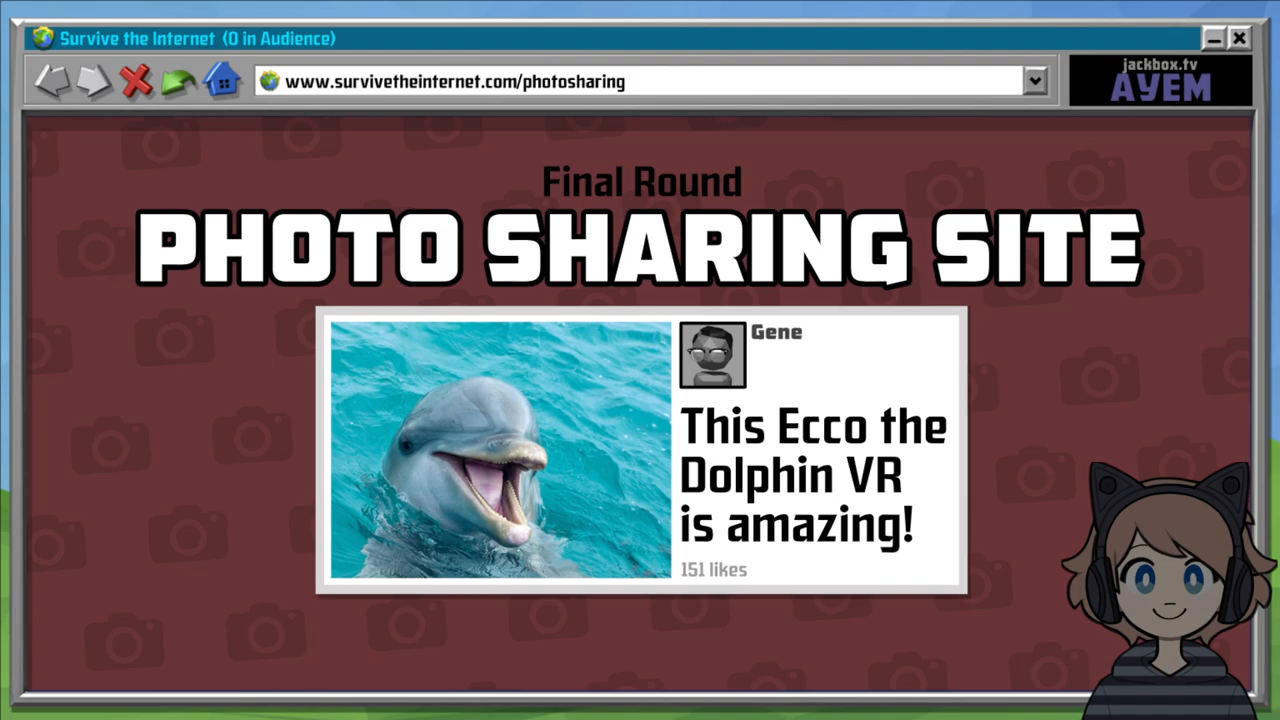 Survive the Internet (0 in Audience)
www.survivetheinternet.com/photosharing
jackbox.tv
AYEM
Final Round
PHOTO SHARING SITE
Gene
This Ecco the
Dolphin VR
is amazing!
151 likes